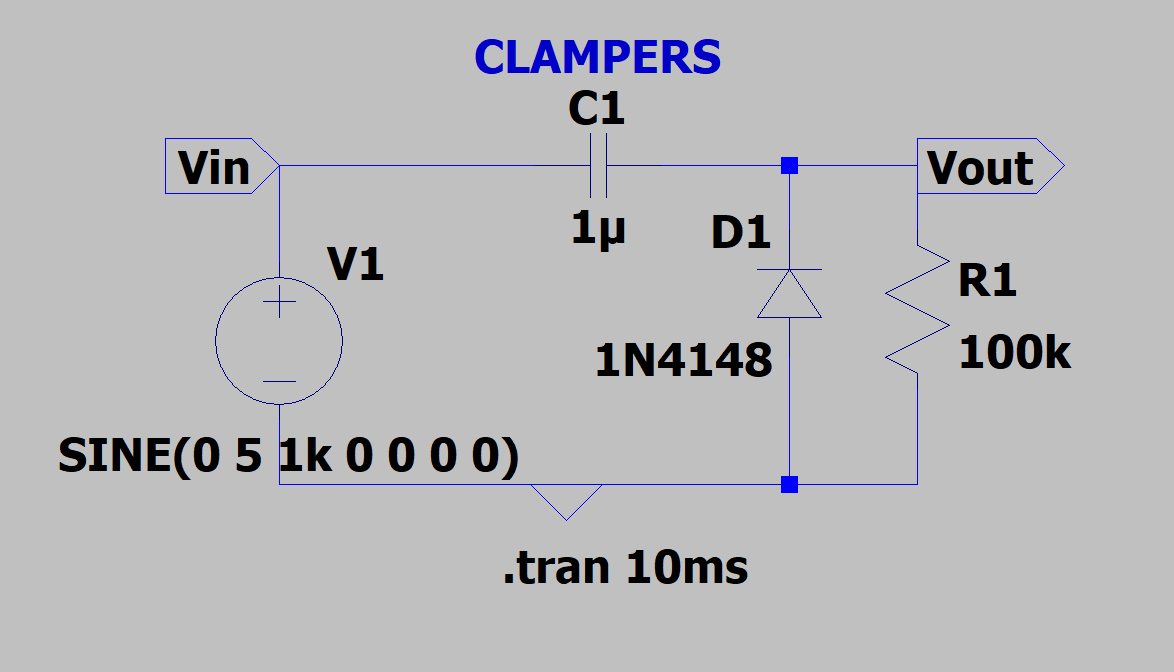 CLAMPERS
C1
Vin
Vout
1µ
D1
V1
R1
1N4148
100k
SINE(0 5 1k 0 0 0 0)
.tran 10ms